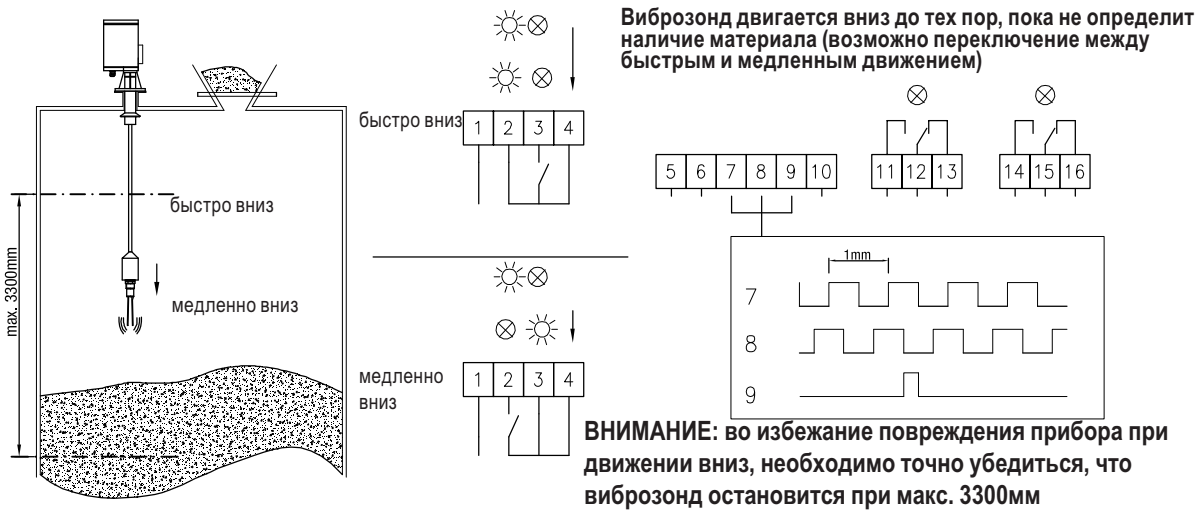 max. 3300mm
быстро вниз
медленно вниз
быстро вниз
1 2 3 4
медленно
вниз
1 2 3 4
Виброзонд двигается вниз до тех пор, пока не определит
наличие материала (возможно переключение между
быстрым и медленным движением)
5 6 7 8 9 10
11 12 13
14 15 16
1mm
7
8
9
ВНИМАНИЕ: во избежание повреждения прибора при
движении вниз, необходимо точно убедиться, что
виброзонд остановится при макс. 3300мм